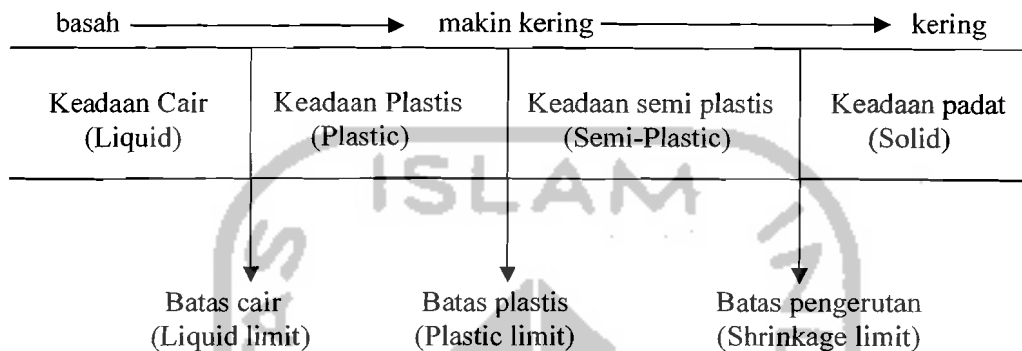 basah makin kering kering
Keadaan Cair Keadaan Plastis Keadaan semi plastis Keadaan padat
(Liquid) (Plastic) (Semi-Plastic) (Solid)
ISLAM
Batas cair Batas plastis Batas pengerutan
(Liquid limit) (Plastic limit) (Shrinkage limit)